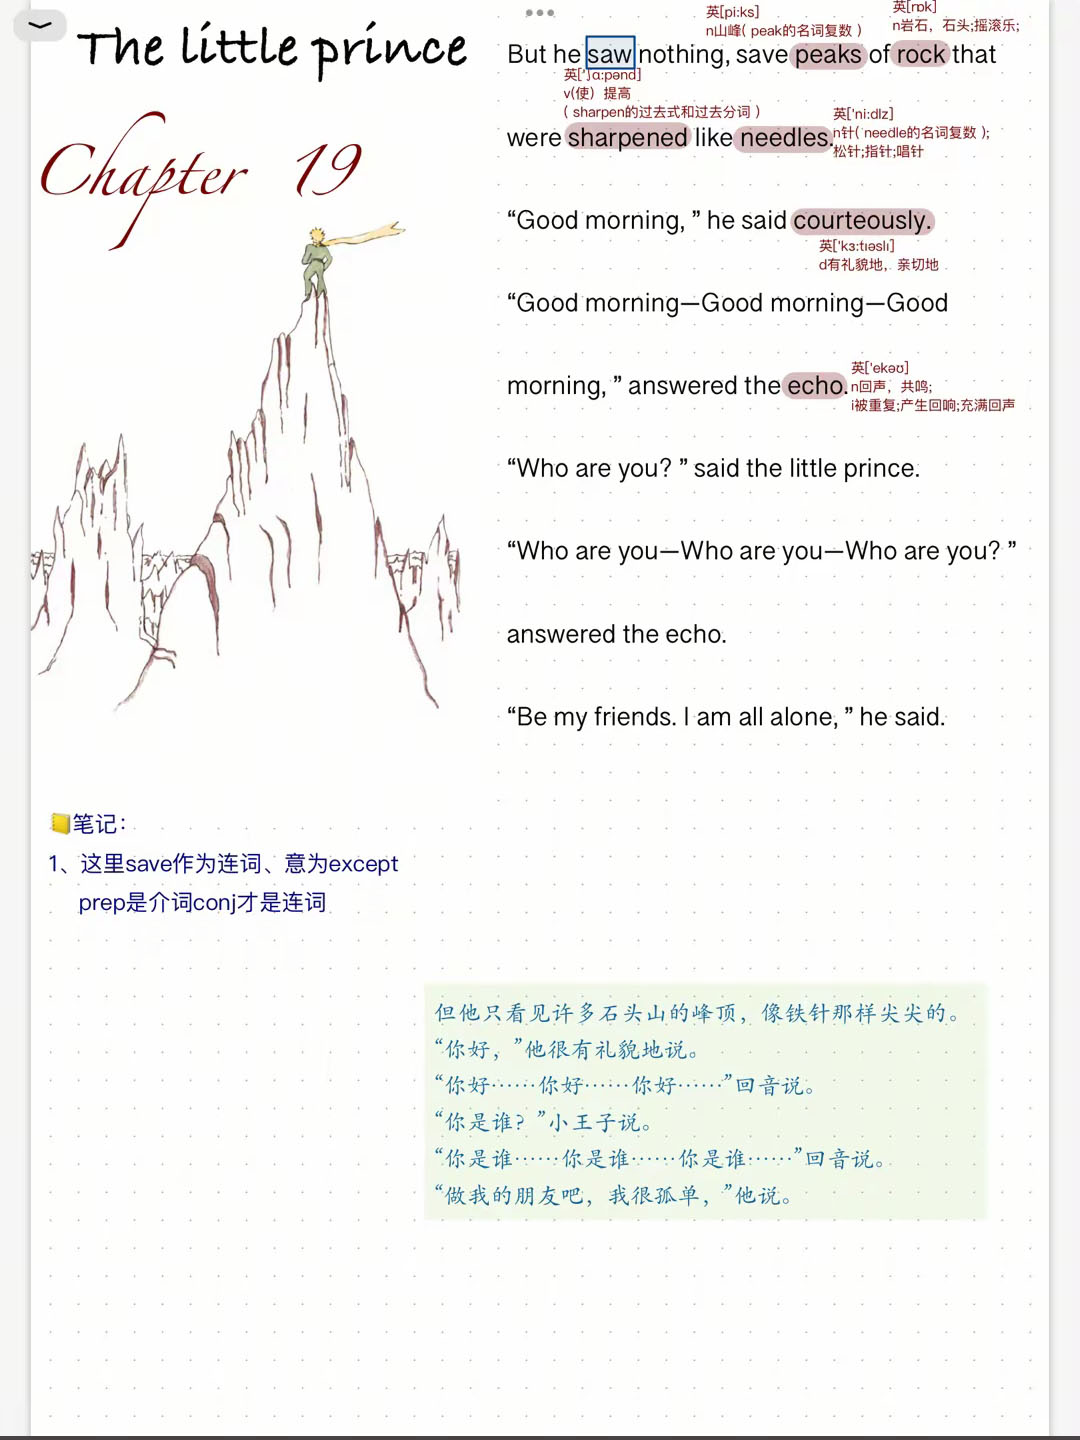 The little prince
Chapter 19
英[pi:ks]
n山峰( peak的名词复数 )
英[rɒk]
n岩石，石头;摇滚乐;
But he saw nothing, save peaks of rock that
英['ʃɑ:pənd]
v(使）提高
( sharpen的过去式和过去分词 )
英['ni:dlz]
n针( needle的名词复数 );
松针;指针;唱针
were sharpened like needles.
“Good morning, ” he said courteously.
英['kɜ:tɪəslɪ]
d有礼貌地，亲切地
“Good morning—Good morning—Good
morning, ” answered the echo.
英['ekəʊ]
n回声，共鸣;
i被重复;产生回响;充满回声
“Who are you? ” said the little prince.
“Who are you—Who are you—Who are you? ”
answered the echo.
“Be my friends. I am all alone, ” he said.
笔记：
1、这里save作为连词、意为except
prep是介词conj才是连词
但他只看见许多石头山的峰顶，像铁针那样尖尖的。
“你好，”他很有礼貌地说。
“你好……你好……你好……”回音说。
“你是谁？”小王子说。
“你是谁……你是谁……你是谁……”回音说。
“做我的朋友吧，我很孤单，”他说。